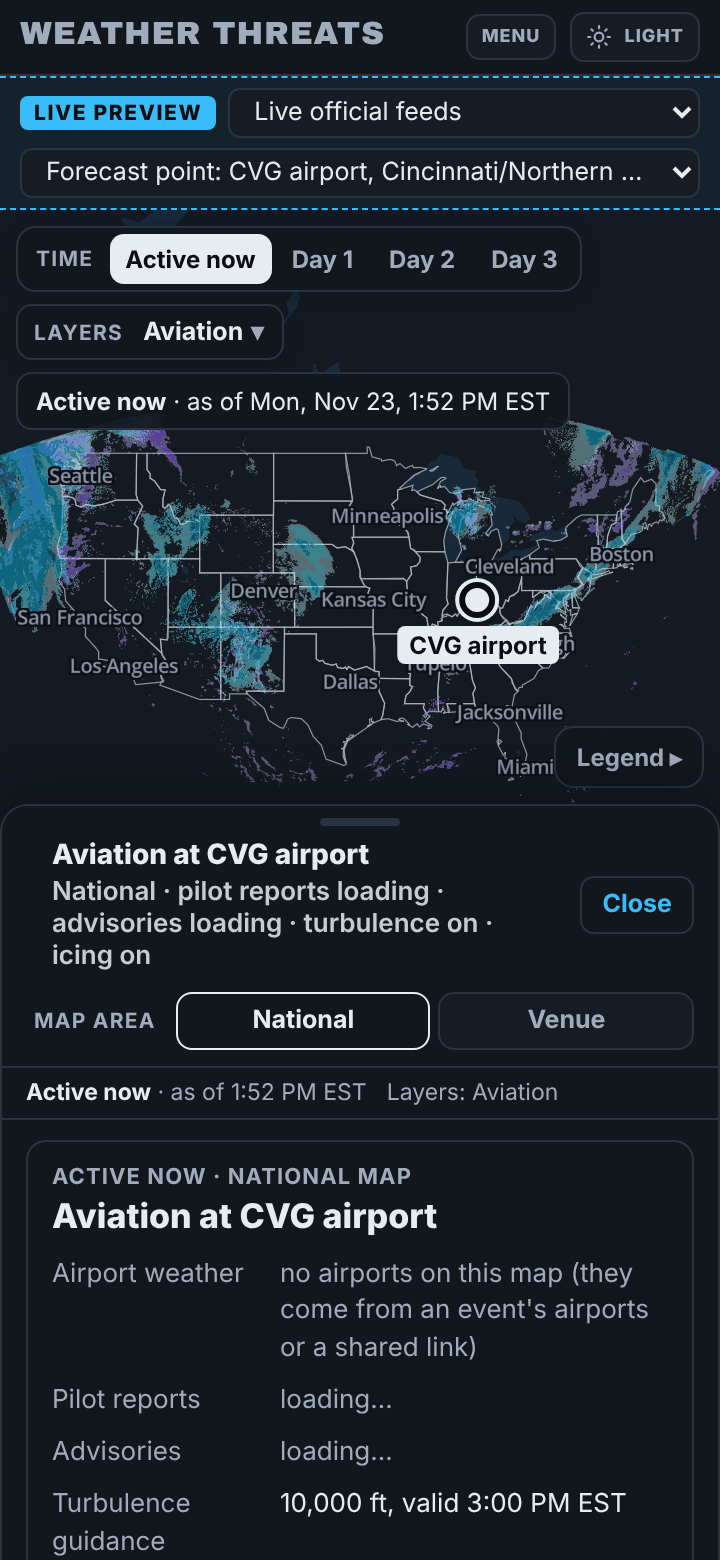 WEATHER THREATS
MENU
LIGHT
LIVE PREVIEW
Live official feeds
Forecast point: CVG airport, Cincinnati/Northern ...
TIME
Active now
Day 1
Day 2
Day 3
LAYERS
Aviation ▾
Active now · as of Mon, Nov 23, 1:52 PM EST
Seattle
Minneapolis
Boston
Cleveland
Denver
Kansas City
San Francisco
CVG airport
Los Angeles
Tupelo
Dallas
Jacksonville
Miami
Legend ▸
Aviation at CVG airport
National · pilot reports loading ·
advisories loading · turbulence on ·
icing on
Close
MAP AREA
National
Venue
Active now · as of 1:52 PM EST Layers: Aviation
ACTIVE NOW · NATIONAL MAP
Aviation at CVG airport
Airport weather
no airports on this map (they
come from an event's airports
or a shared link)
Pilot reports
loading...
Advisories
loading...
Turbulence
guidance
10,000 ft, valid 3:00 PM EST